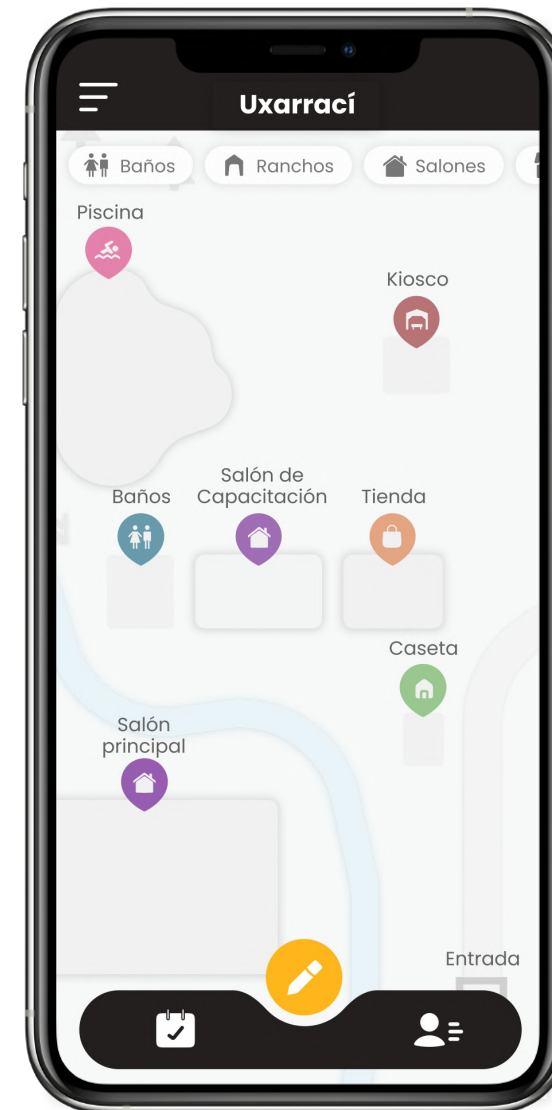 Uxarrací
Baños
Ranchos
Salones
Piscina
Kiosco
Baños
Salón de
Capacitación
Tienda
Caseta
Salón
principal
Entrada